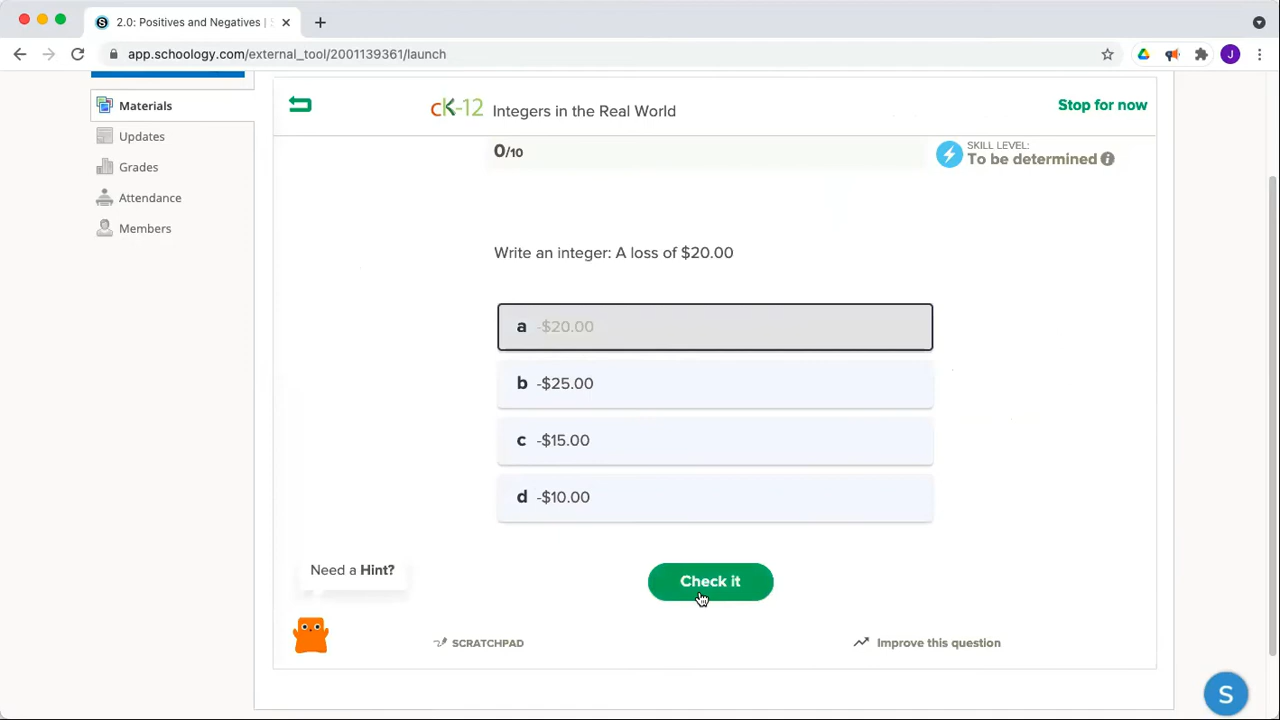 2.0: Positives and Negatives |
app.schoology.com/external_tool/2001139361/launch
J
Materials
Updates
Grades
Attendance
Members
cK-12 Integers in the Real World
Stop for now
0/10
SKILL LEVEL:
To be determined
Write an integer: A loss of $20.00
a -$20.00
b -$25.00
c -$15.00
d -$10.00
Need a Hint?
Check it
SCRATCHPAD
Improve this question
S